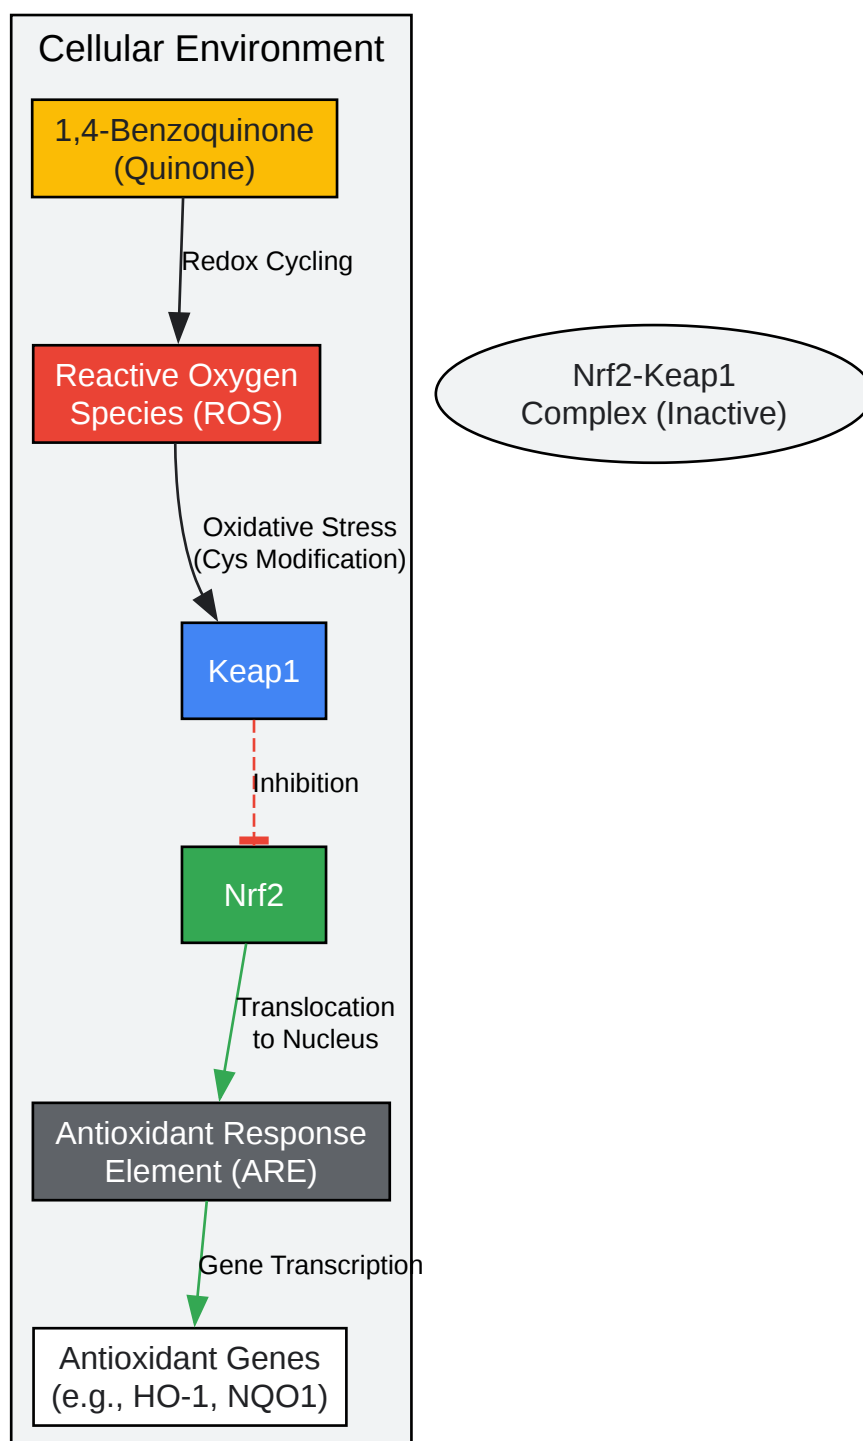 Cellular Environment
1,4-Benzoquinone
(Quinone)
Redox Cycling
Reactive Oxygen
Species (ROS)
Nrf2-Keap1
Complex (Inactive)
Oxidative Stress
(Cys Modification)
Keap1
Inhibition
Nrf2
Translocation
to Nucleus
Antioxidant Response
Element (ARE)
Gene Transcription
Antioxidant Genes
(e.g., HO-1, NQO1)